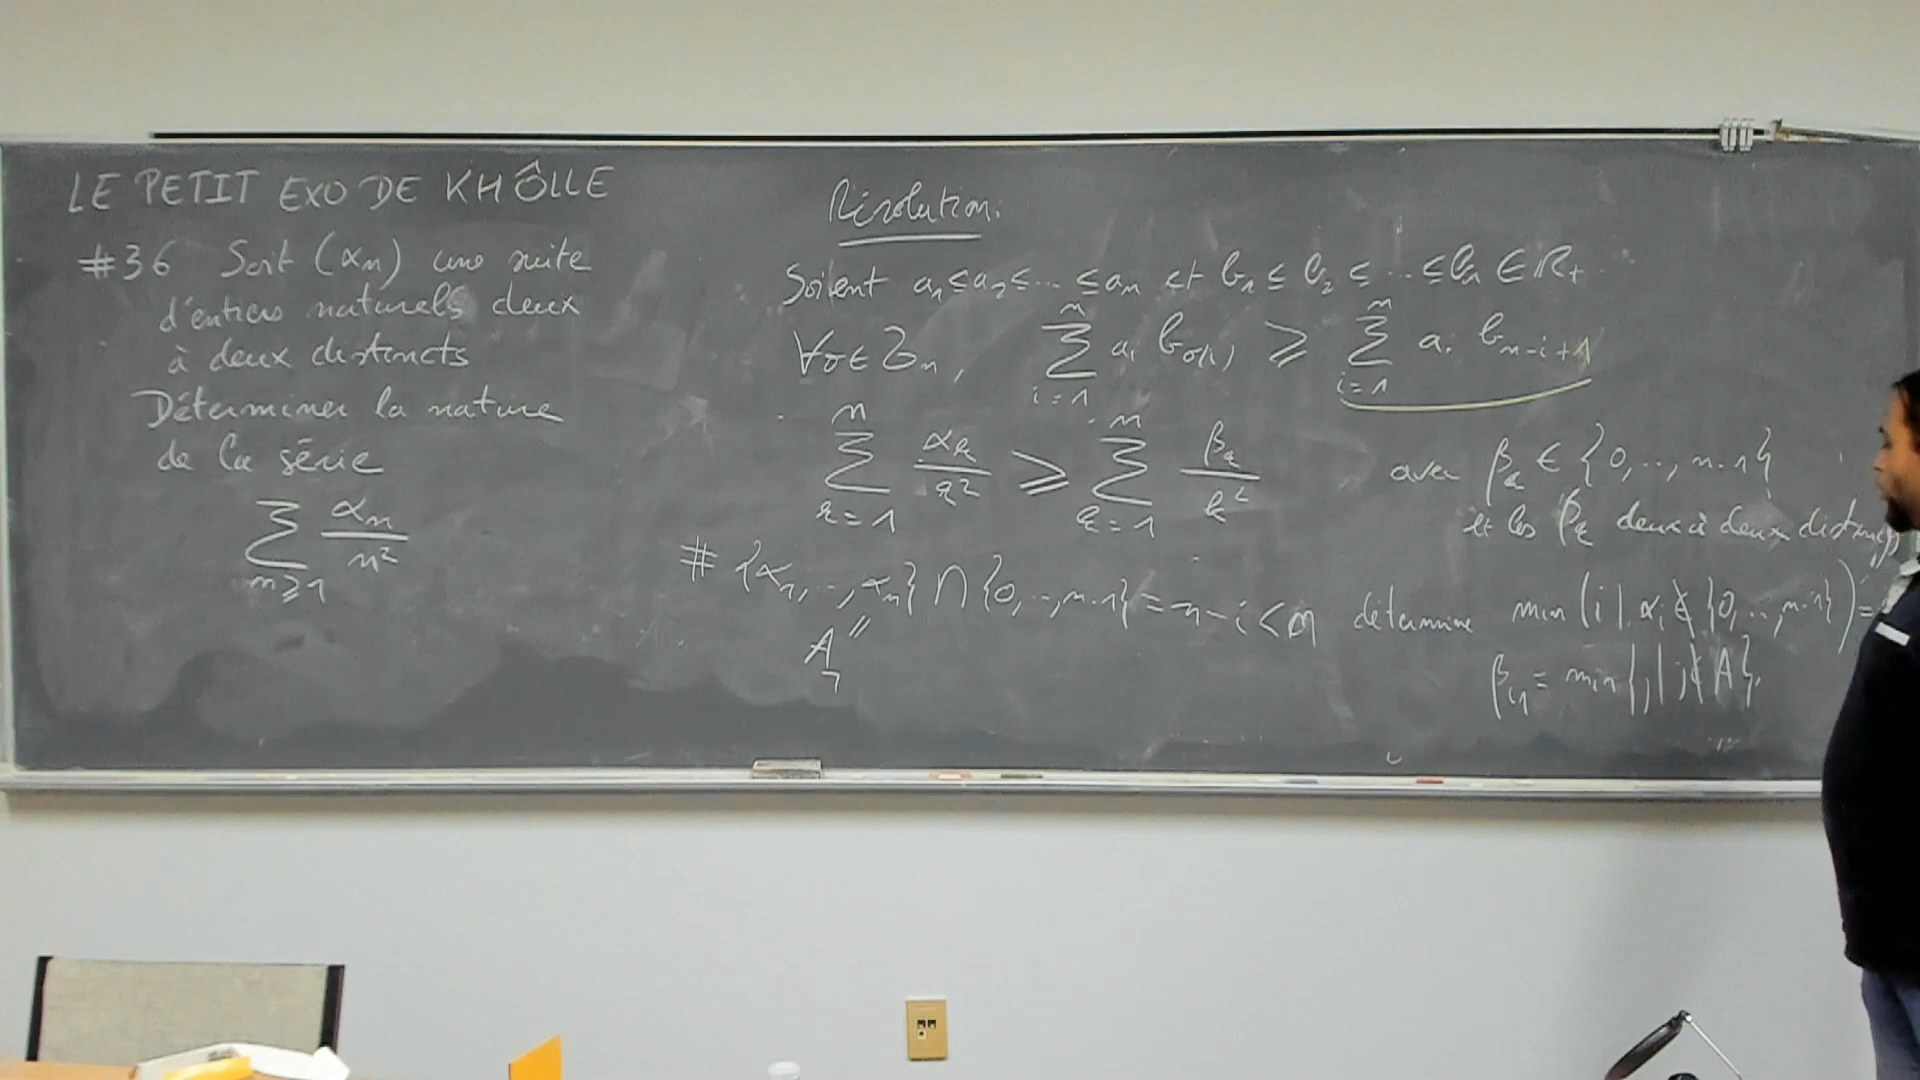 LE PETIT EXO DE KHÔLLE
#36 Soit (αn) une suite
d'entiers naturels deux
à deux distincts
Déterminer la nature
de la série
∑_{n≥1} αn/n²
Résolution.
Soient a₁ ≤ a₂ ≤ ... ≤ an et b₁ ≤ b₂ ≤ ... ≤ bn ∈ R+
∀σ ∈ Sn, ∑_{i=1}^{n} ai bσ(i) ≥ ∑_{i=1}^{n} ai bn-i+1
∑_{k=1}^{n} αk/k² ≥ ∑_{k=1}^{n} βk/k² avec βk ∈ {0,..,n-1}
et les βk deux à deux distincts
# {α1,..,αn} ∩ {0,..,n-1} = n-i < n détermine min(i | αi ∉ {0,..,n-1}) =
A
βi1 = min{j | j ∉ A}.